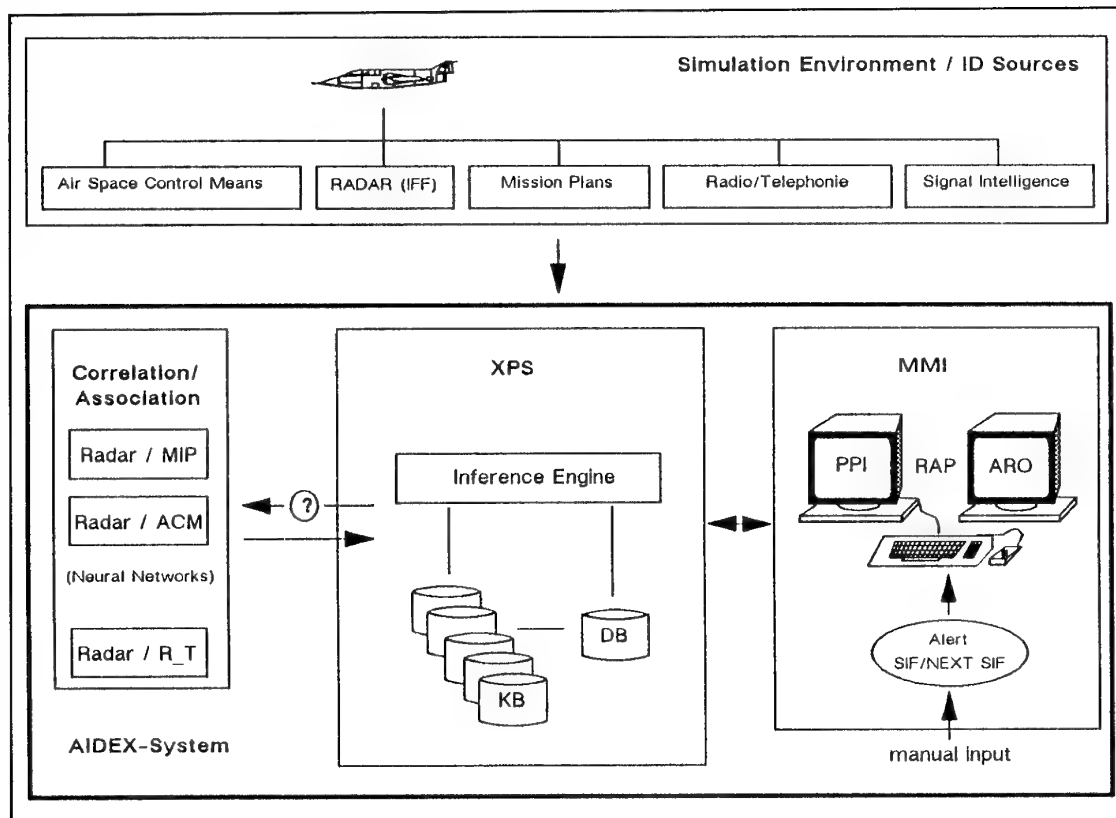 Simulation Environment / ID Sources
Air Space Control Means
RADAR (IFF)
Mission Plans
Radio/Telephonie
Signal Intelligence
Correlation/
Association
Radar / MIP
Radar / ACM
(Neural Networks)
Radar / R_T
AIDEX-System
?
XPS
Inference Engine
KB
DB
MMI
PPI
RAP
ARO
Alert
SIF/NEXT SIF
manual input